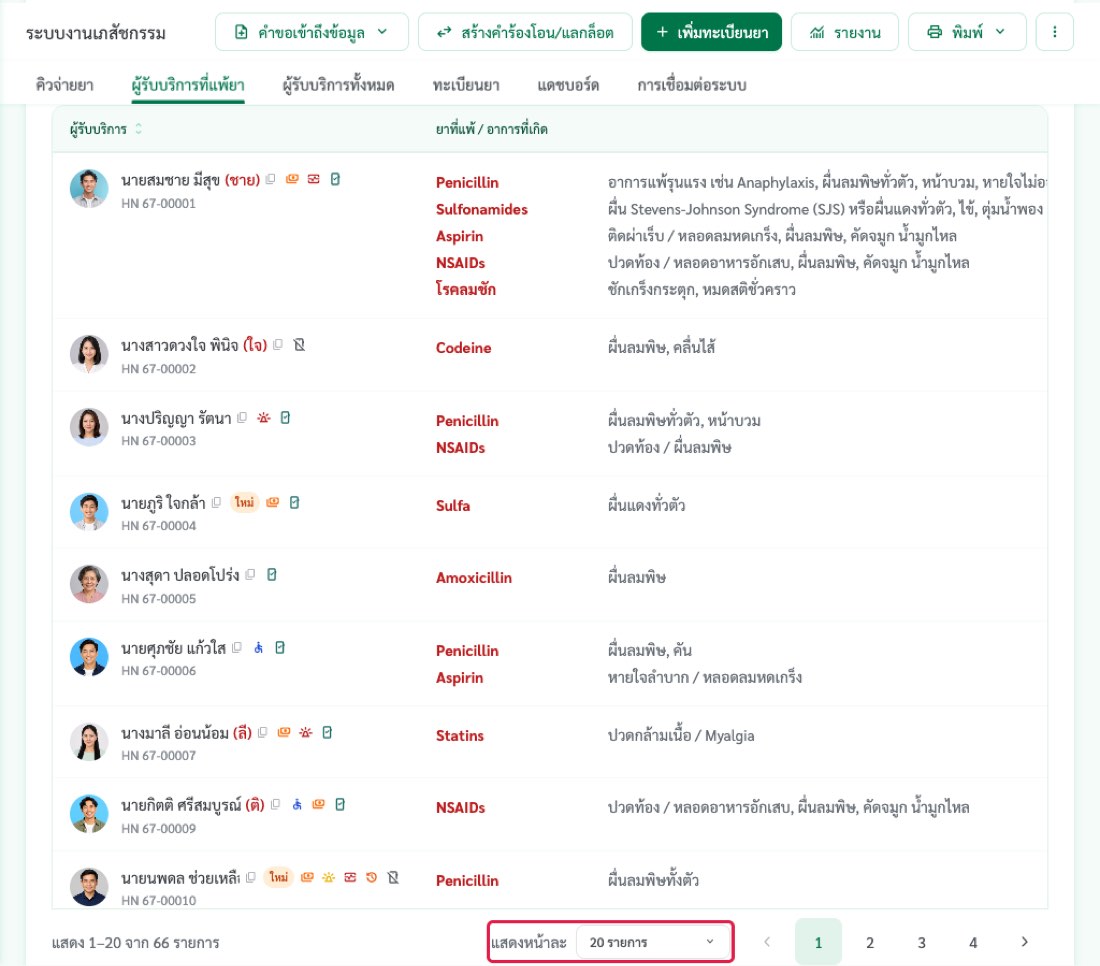 ระบบงานเภสัชกรรม
คำขอเข้าถึงข้อมูล
สร้างคำร้องโอน/แลกล็อต
+ เพิ่มทะเบียนยา
รายงาน
พิมพ์
คิวจ่ายยา
ผู้รับบริการที่แพ้ยา
ผู้รับบริการทั้งหมด
ทะเบียนยา
แดชบอร์ด
การเชื่อมต่อระบบ
ผู้รับบริการ
ยาที่แพ้ / อาการที่เกิด
นายสมชาย มีสุข (ชาย)
HN 67-00001
Penicillin อาการแพ้รุนแรง เช่น Anaphylaxis, ผื่นลมพิษทั่วตัว, หน้าบวม, หายใจไม่อ
Sulfonamides ผื่น Stevens-Johnson Syndrome (SJS) หรือผื่นแดงทั่วตัว, ไข้, ตุ่มน้ำพอง
Aspirin ติดผ่าเร็บ / หลอดลมหดเกร็ง, ผื่นลมพิษ, คัดจมูก น้ำมูกไหล
NSAIDs ปวดท้อง / หลอดอาหารอักเสบ, ผื่นลมพิษ, คัดจมูก น้ำมูกไหล
โรคลมชัก ชักเกร็งกระตุก, หมดสติชั่วคราว
นางสาวดวงใจ พินิจ (ใจ)
HN 67-00002
Codeine ผื่นลมพิษ, คลื่นไส้
นางปริญญา รัตนา
HN 67-00003
Penicillin ผื่นลมพิษทั่วตัว, หน้าบวม
NSAIDs ปวดท้อง / ผื่นลมพิษ
นายภูริ ใจกล้า ใหม่
HN 67-00004
Sulfa ผื่นแดงทั่วตัว
นางสุดา ปลอดโปร่ง
HN 67-00005
Amoxicillin ผื่นลมพิษ
นายศุภชัย แก้วใส
HN 67-00006
Penicillin ผื่นลมพิษ, คัน
Aspirin หายใจลำบาก / หลอดลมหดเกร็ง
นางมาลี อ่อนน้อม (ลี)
HN 67-00007
Statins ปวดกล้ามเนื้อ / Myalgia
นายกิตติ ศรีสมบูรณ์ (ติ)
HN 67-00009
NSAIDs ปวดท้อง / หลอดอาหารอักเสบ, ผื่นลมพิษ, คัดจมูก น้ำมูกไหล
นายนพดล ช่วยเหลื ใหม่
HN 67-00010
Penicillin ผื่นลมพิษทั้งตัว
แสดง 1–20 จาก 66 รายการ
แสดงหน้าละ 20 รายการ
1 2 3 4